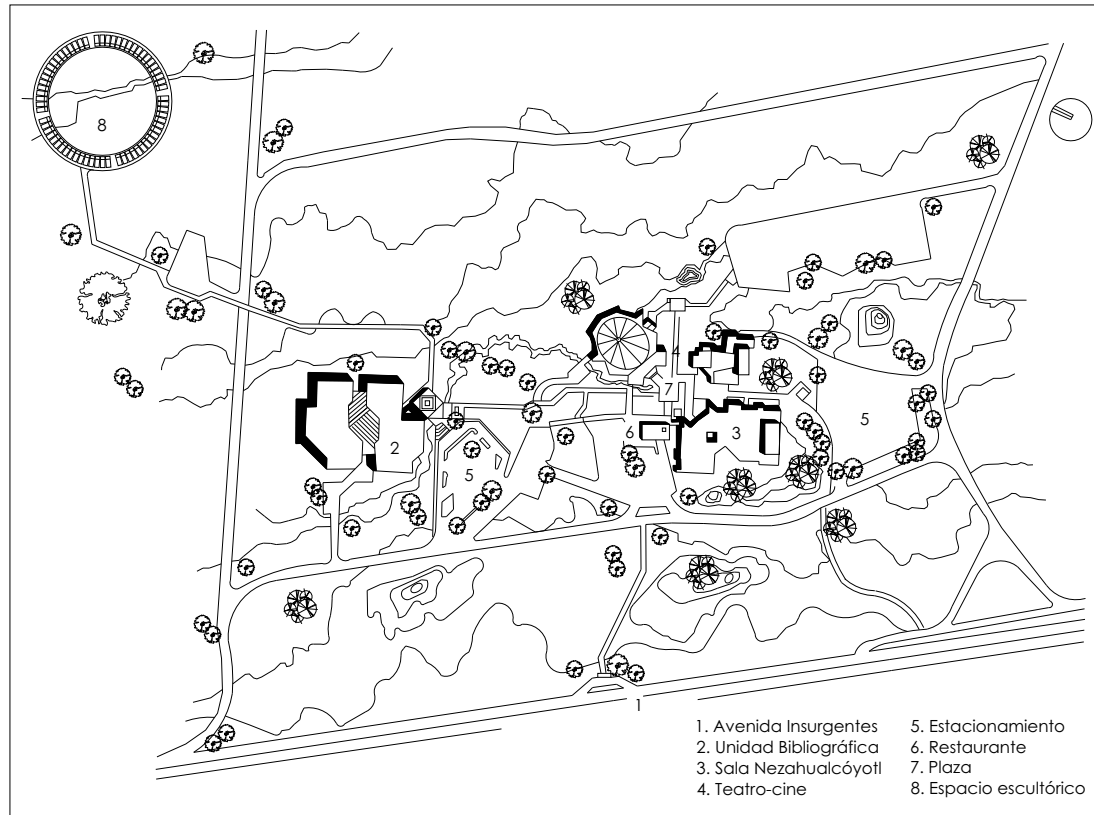 8
4
7
2
6
3
5
5
1
1. Avenida Insurgentes
2. Unidad Bibliográfica
3. Sala Nezahualcóyotl
4. Teatro-cine
5. Estacionamiento
6. Restaurante
7. Plaza
8. Espacio escultórico